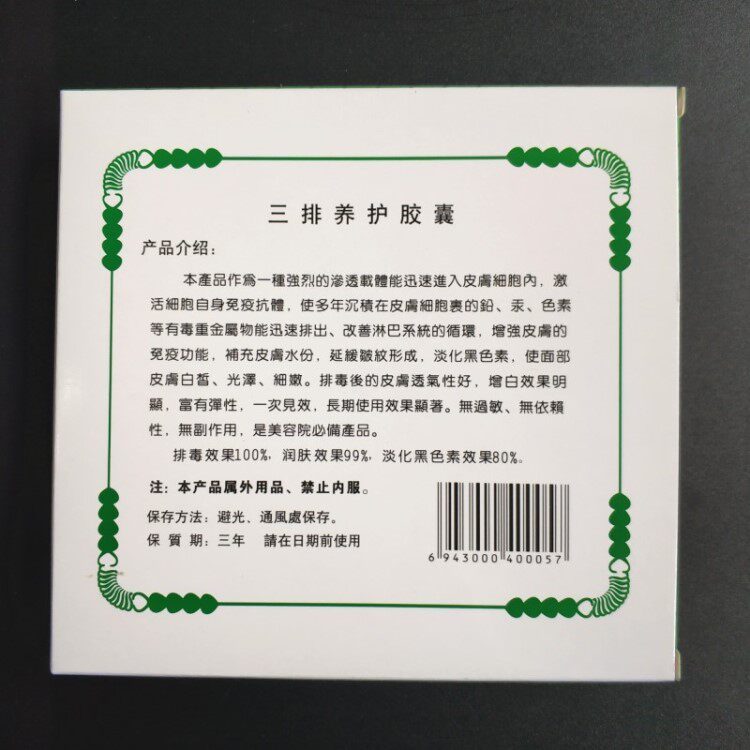 三排养护胶囊
产品介绍：
本產品作爲一種強烈的滲透載體能迅速進入皮膚細胞內，激
活細胞自身免疫抗體，使多年沉積在皮膚細胞裏的鉛、汞、色素
等有毒重金屬物能迅速排出、改善淋巴系統的循環，增強皮膚的
免疫功能，補充皮膚水份，延緩皺紋形成，淡化黑色素，使面部
皮膚白皙、光澤、細嫩。排毒後的皮膚透氣性好，增白效果明
顯，富有彈性，一次見效，長期使用效果顯著。無過敏、無依賴
性，無副作用，是美容院必備產品。
排毒效果100%，润肤效果99%，淡化黑色素效果80%。
注：本产品属外用品、禁止内服。
保存方法：避光、通風處保存。
保質期：三年 請在日期前使用
6943000400057